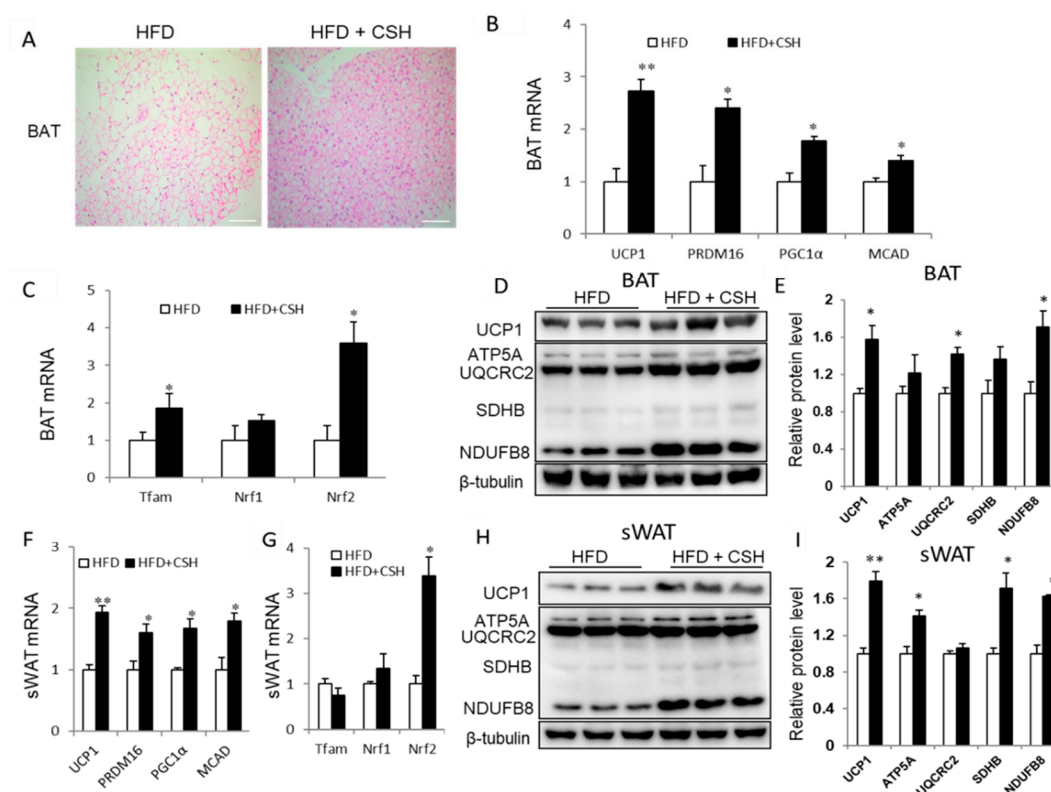 A
HFD
HFD + CSH
BAT
B
HFD
HFD+CSH
**
*
*
*
BAT mRNA
4
3
2
1
0
UCP1
PRDM16
PGC1α
MCAD
C
HFD
HFD+CSH
*
*
BAT mRNA
5
4
3
2
1
0
Tfam
Nrf1
Nrf2
D
BAT
HFD
HFD + CSH
UCP1
ATP5A
UQCRC2
SDHB
NDUFB8
β-tubulin
E
BAT
*
*
*
Relative protein level
2
1.6
1.2
0.8
0.4
0
UCP1
ATP5A
UQCRC2
SDHB
NDUFB8
F
HFD
HFD+CSH
**
*
*
*
sWAT mRNA
3
2
1
0
UCP1
PRDM16
PGC1α
MCAD
G
HFD
HFD+CSH
*
sWAT mRNA
4
3
2
1
0
Tfam
Nrf1
Nrf2
H
sWAT
HFD
HFD + CSH
UCP1
ATP5A
UQCRC2
SDHB
NDUFB8
β-tubulin
I
sWAT
**
*
*
Relative protein level
2
1.6
1.2
0.8
0.4
0
UCP1
ATP5A
UQCRC2
SDHB
NDUFB8